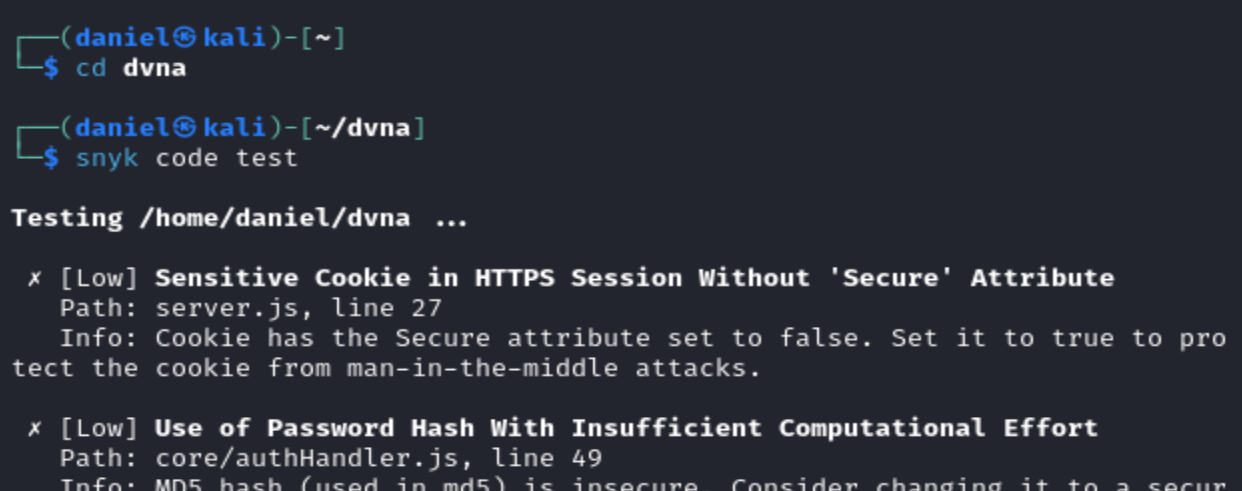 ┌──(daniel㉿kali)-[~]
└─$ cd dvna
┌──(daniel㉿kali)-[~/dvna]
└─$ snyk code test
Testing /home/daniel/dvna ...
✗ [Low] Sensitive Cookie in HTTPS Session Without 'Secure' Attribute
Path: server.js, line 27
Info: Cookie has the Secure attribute set to false. Set it to true to pro
tect the cookie from man-in-the-middle attacks.
✗ [Low] Use of Password Hash With Insufficient Computational Effort
Path: core/authHandler.js, line 49
Info: MD5 hash (used in md5) is insecure. Consider changing it to a secur